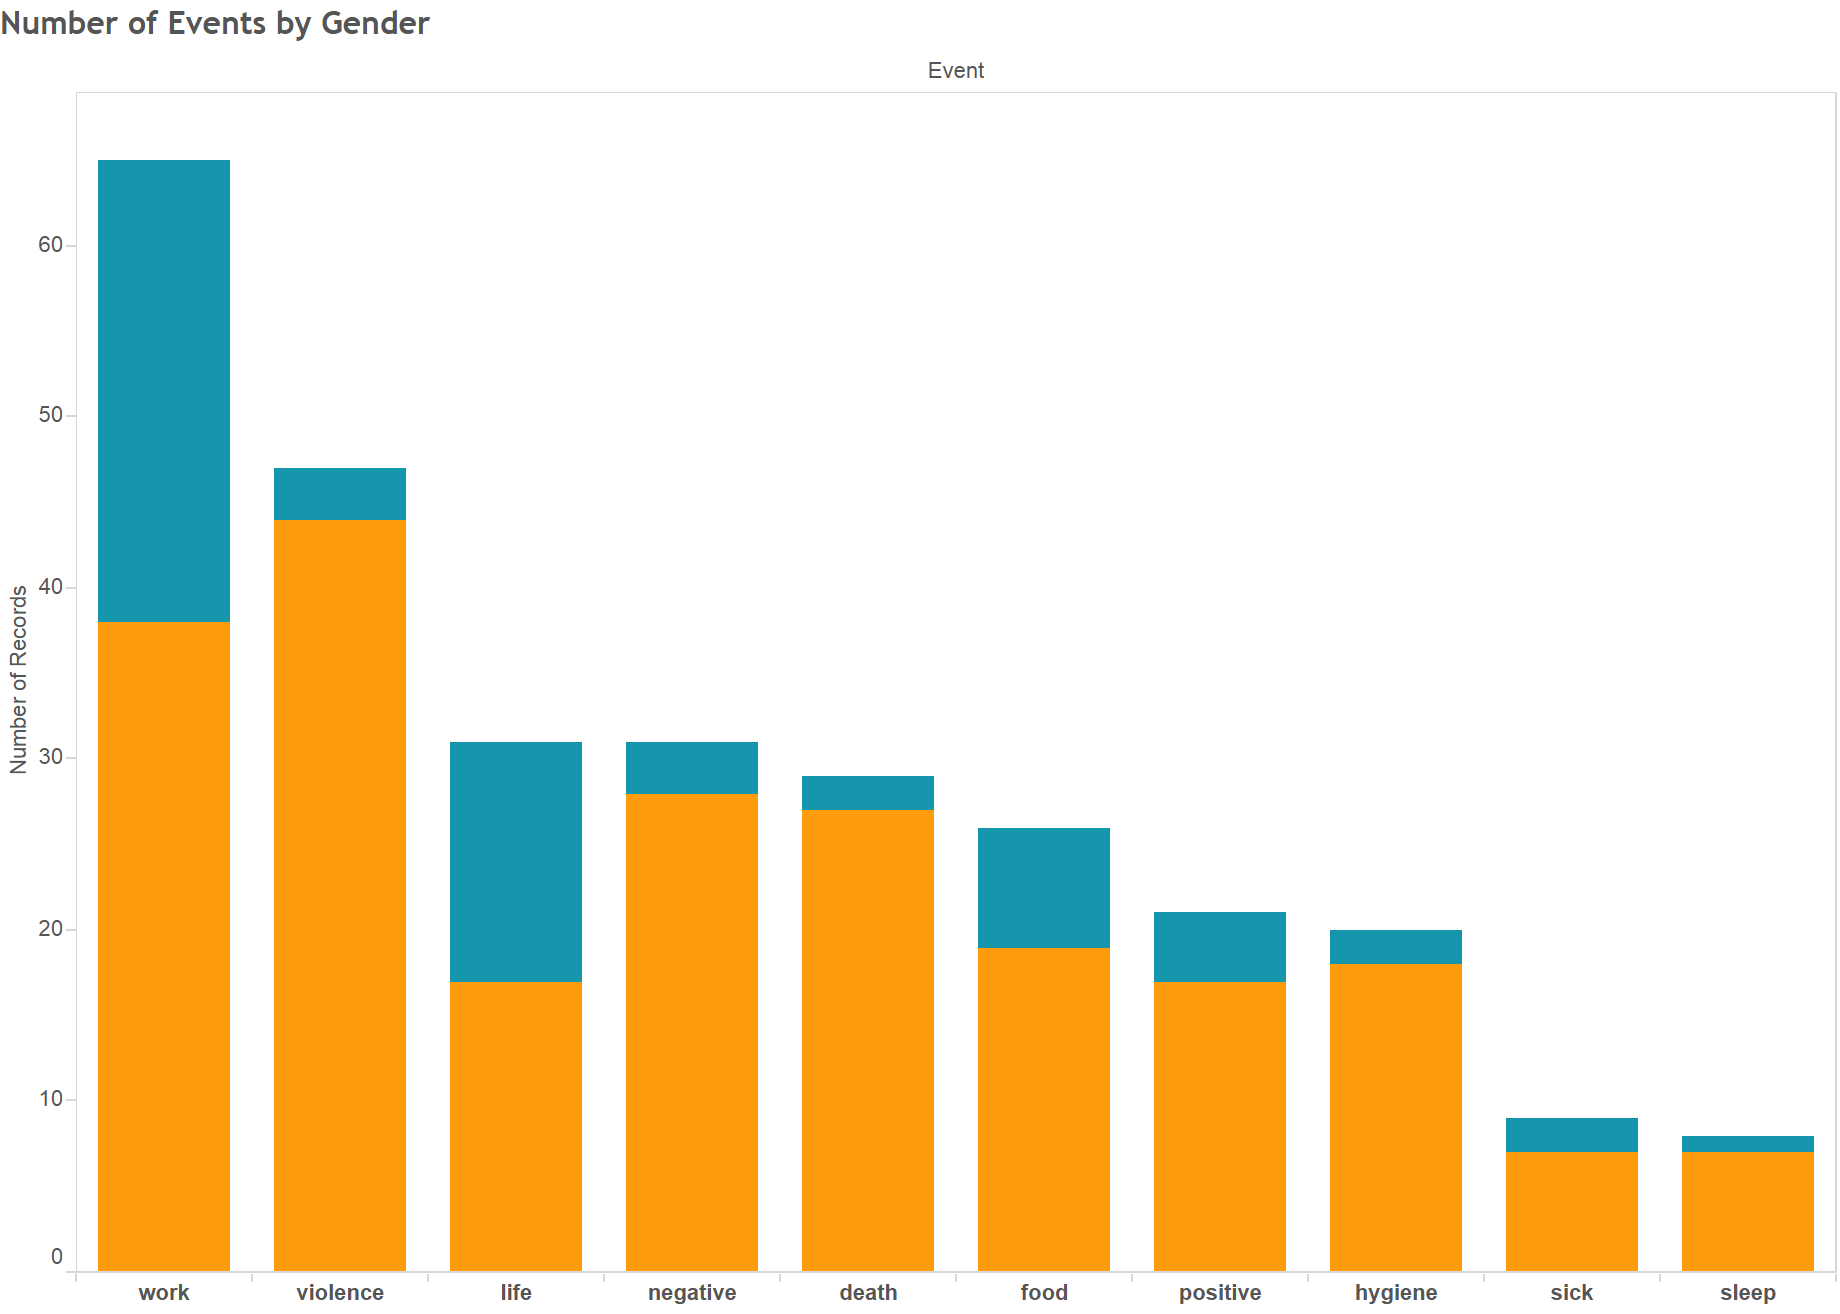 Number of Events by Gender
Event
Number of Records
60
50
40
30
20
10
0
work
violence
life
negative
death
food
positive
hygiene
sick
sleep